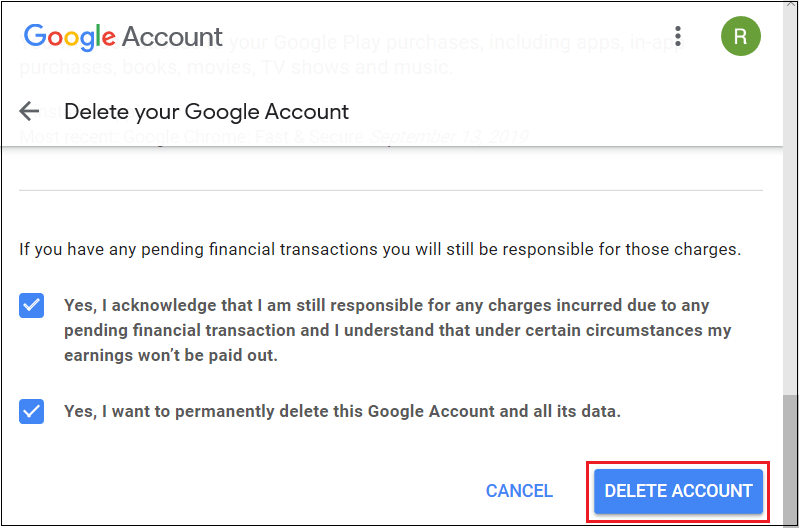 Google Account
your Google Play purchases, including apps, in-app
R
purchases, books, movies, TV shows and music.
Delete your Google Account
Most recent: Google Chrome: Fast & Secure September 13, 2019
If you have any pending financial transactions you will still be responsible for those charges.
Yes, I acknowledge that I am still responsible for any charges incurred due to any
pending financial transaction and I understand that under certain circumstances my
earnings won't be paid out.
Yes, I want to permanently delete this Google Account and all its data.
CANCEL
DELETE ACCOUNT